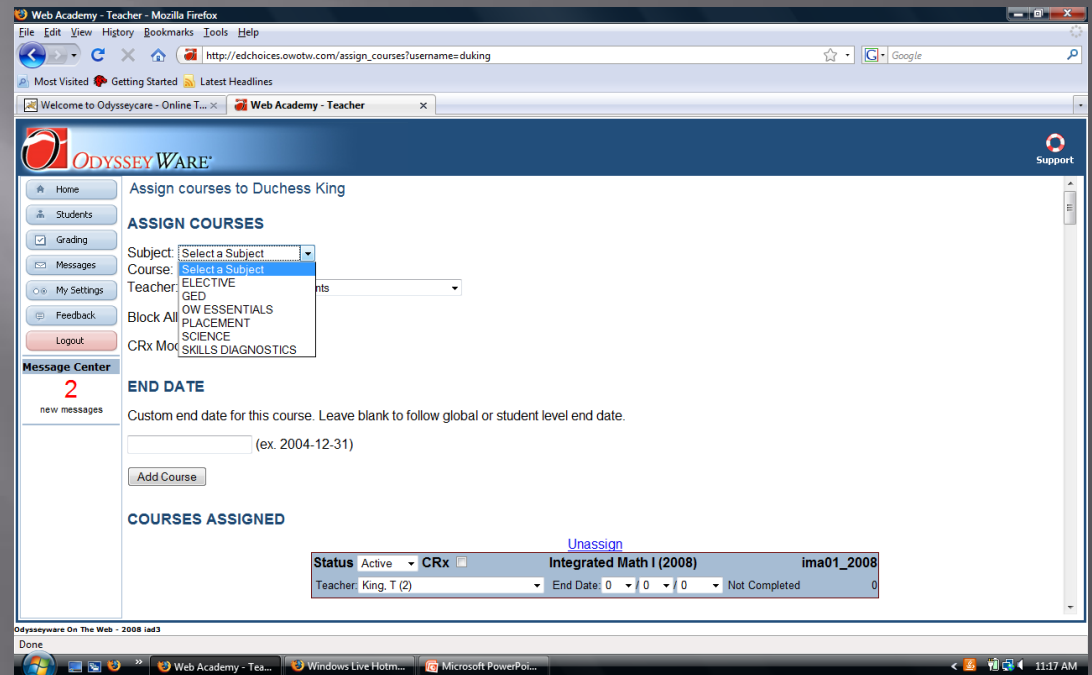 Web Academy - Teacher - Mozilla Firefox
File Edit View History Bookmarks Tools Help
http://edchoices.owotw.com/assign_courses?username=duking
G Google
Most Visited Getting Started Latest Headlines
Welcome to Odysseycare - Online T...
Web Academy - Teacher
ODYSSEYWARE
Support
Home
Students
Grading
Messages
My Settings
Feedback
Logout
Message Center
2
new messages
Assign courses to Duchess King
ASSIGN COURSES
Subject: Select a Subject
Course: Select a Subject
ELECTIVE
GED
OW ESSENTIALS
PLACEMENT
SCIENCE
SKILLS DIAGNOSTICS
Teacher: nts
Block All
CRx Mod
END DATE
Custom end date for this course. Leave blank to follow global or student level end date.
(ex. 2004-12-31)
Add Course
COURSES ASSIGNED
Unassign
Status Active CRx Integrated Math I (2008) ima01_2008
Teacher: King, T (2) End Date: 0 / 0 / 0 Not Completed 0
Odysseyware On The Web - 2008 iad3
Done
Web Academy - Tea... Windows Live Hotm... Microsoft PowerPoi... 11:17 AM